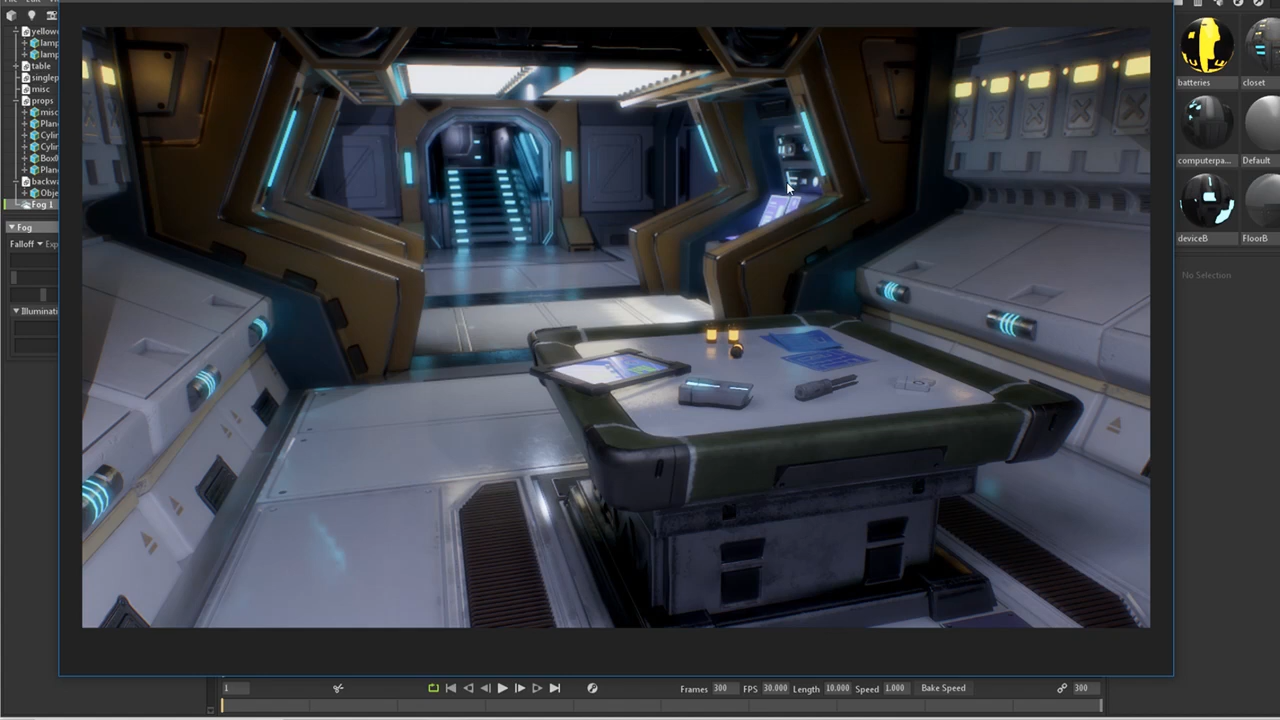 yellow
lamp
lamp
table
singlep
misc
props
misc
Plan
Cylin
Cylin
Box0
Plan
backwa
Obje
Fog 1
Fog
Falloff
Exp
Illuminati
batteries
closet
computerpa...
Default
deviceB
FloorB
No Selection
1
Frames 300 FPS 30.000 Length 10.000 Speed 1.000 Bake Speed
300